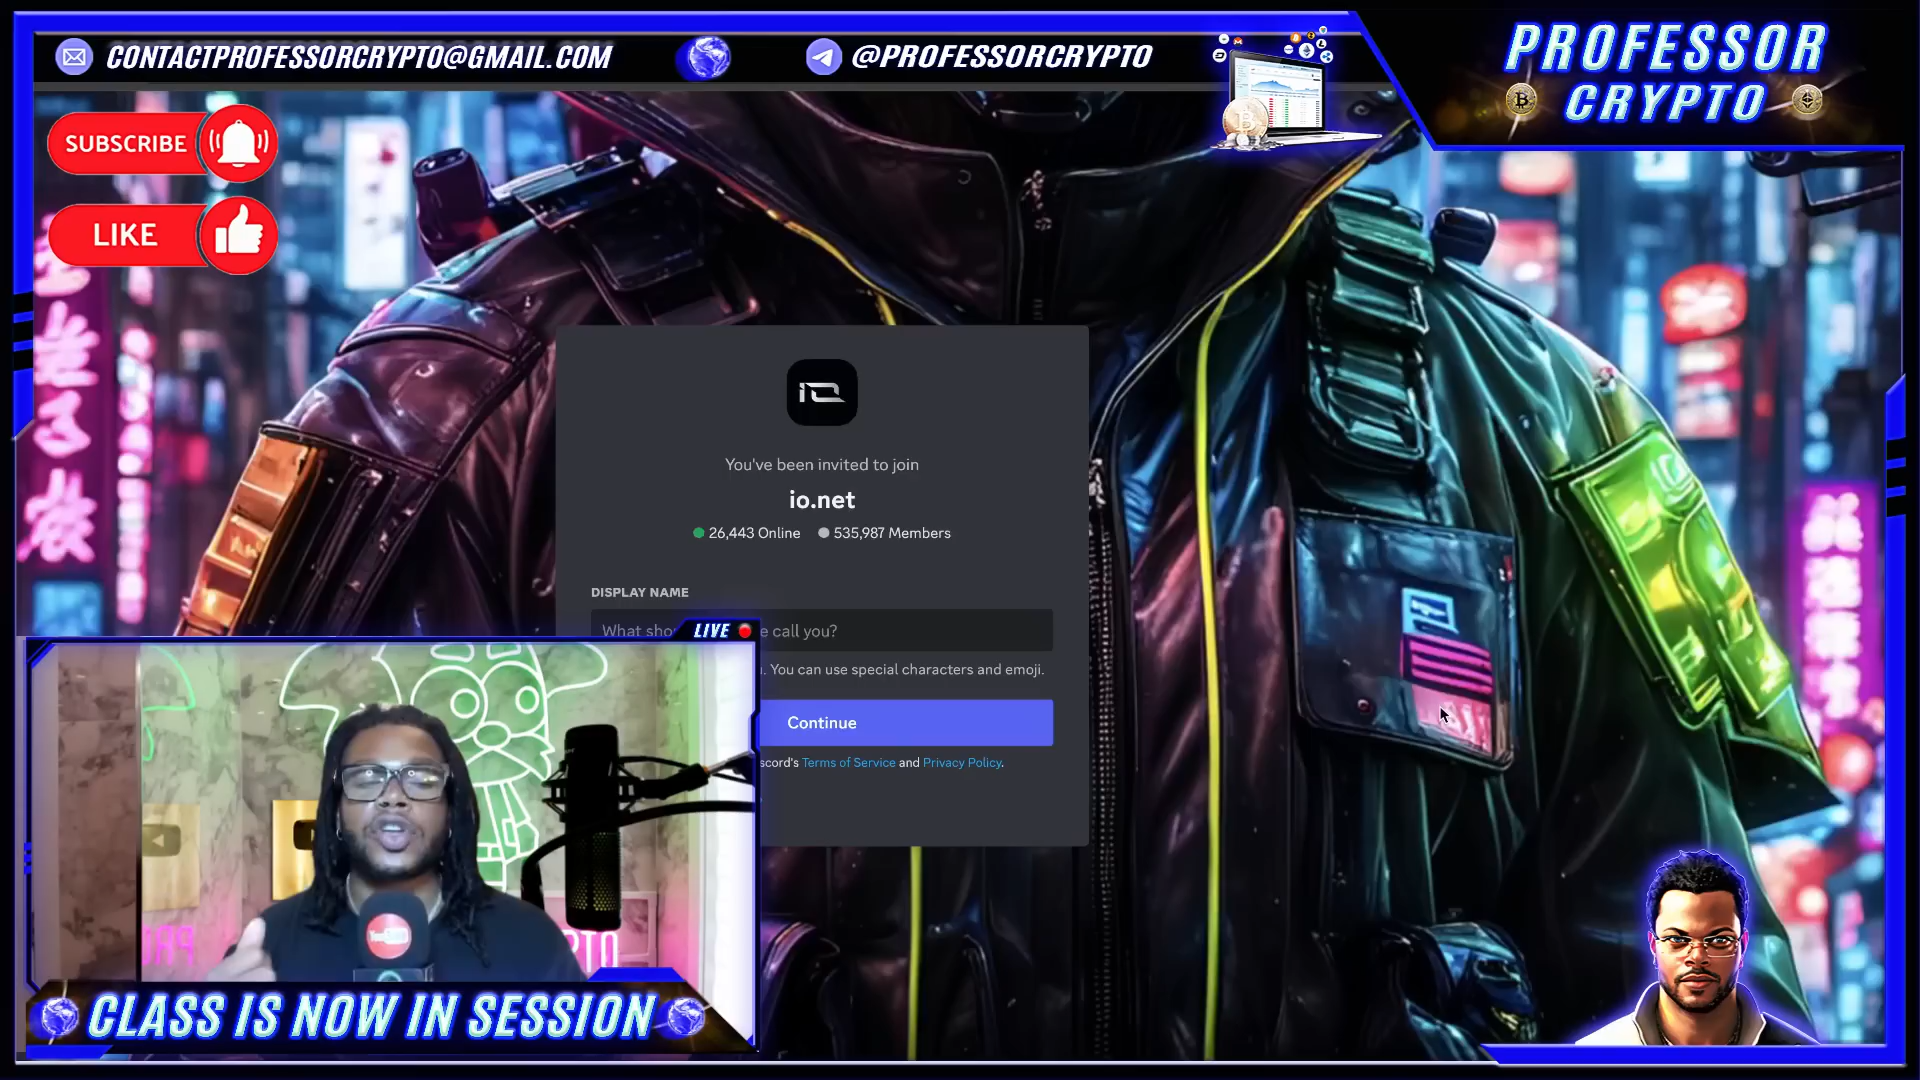 CONTACTPROFESSORCRYPTO@GMAIL.COM
@PROFESSORCRYPTO
PROFESSOR
CRYPTO
SUBSCRIBE
LIKE
You've been invited to join
io.net
26,443 Online
535,987 Members
DISPLAY NAME
What sho
e call you?
LIVE
. You can use special characters and emoji.
Continue
scord's Terms of Service and Privacy Policy.
YouTube
CLASS IS NOW IN SESSION